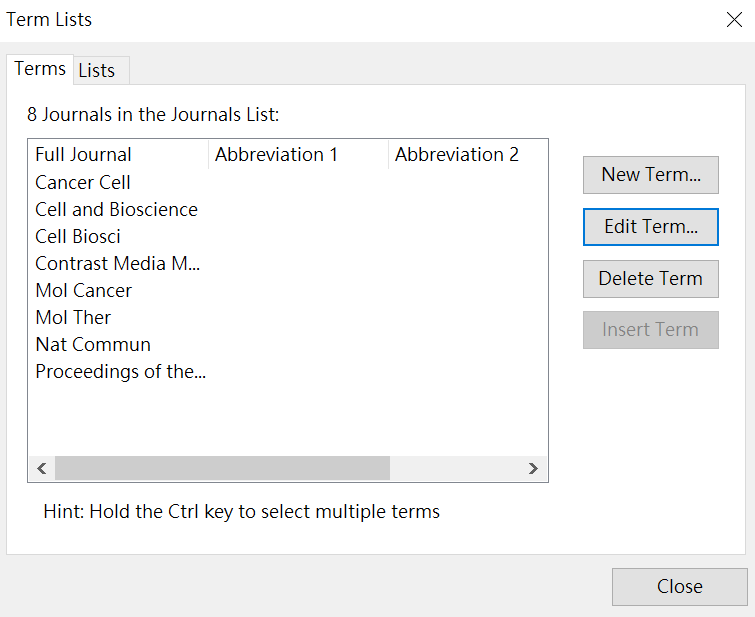 Term Lists
Terms Lists
8 Journals in the Journals List:
Full Journal Abbreviation 1 Abbreviation 2
Cancer Cell
Cell and Bioscience
Cell Biosci
Contrast Media M...
Mol Cancer
Mol Ther
Nat Commun
Proceedings of the...
New Term...
Edit Term...
Delete Term
Insert Term
Hint: Hold the Ctrl key to select multiple terms
Close